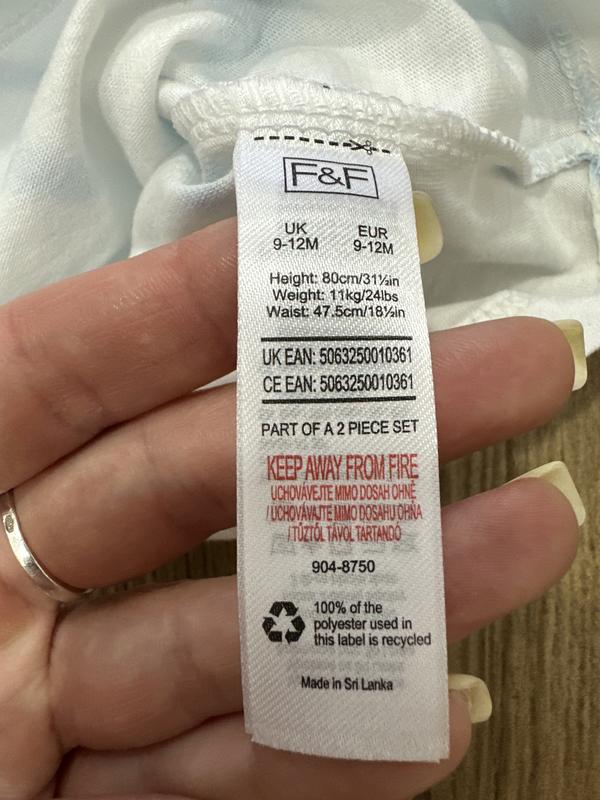 F&F
UK EUR
9-12M 9-12M
Height: 80cm/31½in
Weight: 11kg/24lbs
Waist: 47.5cm/18½in
UK EAN: 5063250010361
CE EAN: 5063250010361
PART OF A 2 PIECE SET
KEEP AWAY FROM FIRE
UCHOVÁVEJTE MIMO DOSAH OHNĚ
/ UCHOVÁVAJTE MIMO DOSAHU OHŇA
/ TŰZTŐL TÁVOL TARTANDÓ
904-8750
100% of the
polyester used in
this label is recycled
Made in Sri Lanka